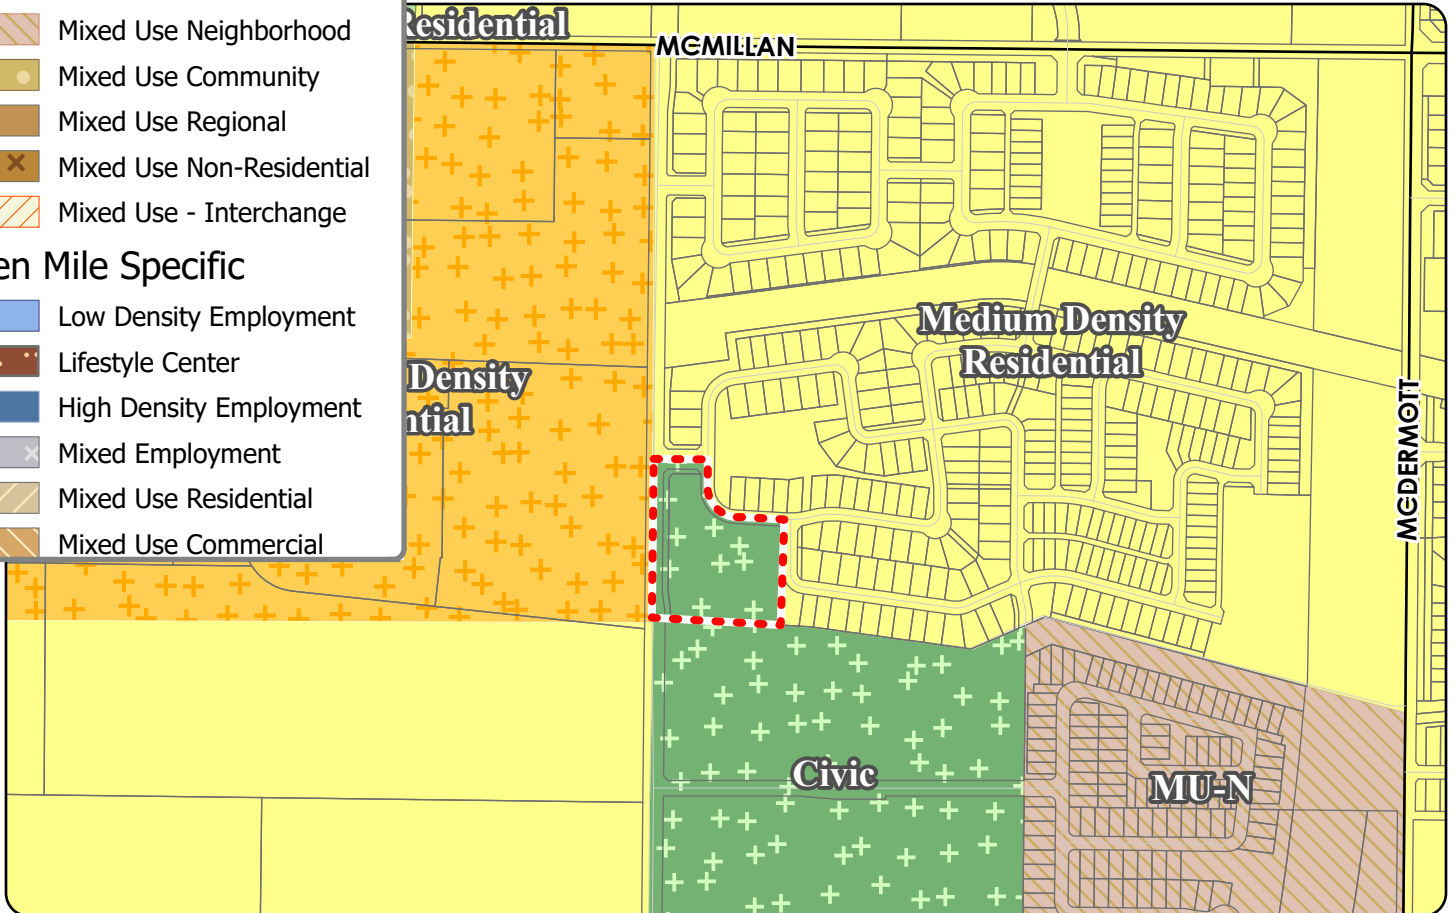 Mixed Use Neighborhood
Mixed Use Community
Mixed Use Regional
Mixed Use Non-Residential
Mixed Use - Interchange
en Mile Specific
Low Density Employment
Lifestyle Center
High Density Employment
Mixed Employment
Mixed Use Residential
Mixed Use Commercial
Residential
MCMILLAN
Density
ntial
Medium Density
Residential
MCDERMOTT
Civic
MU-N